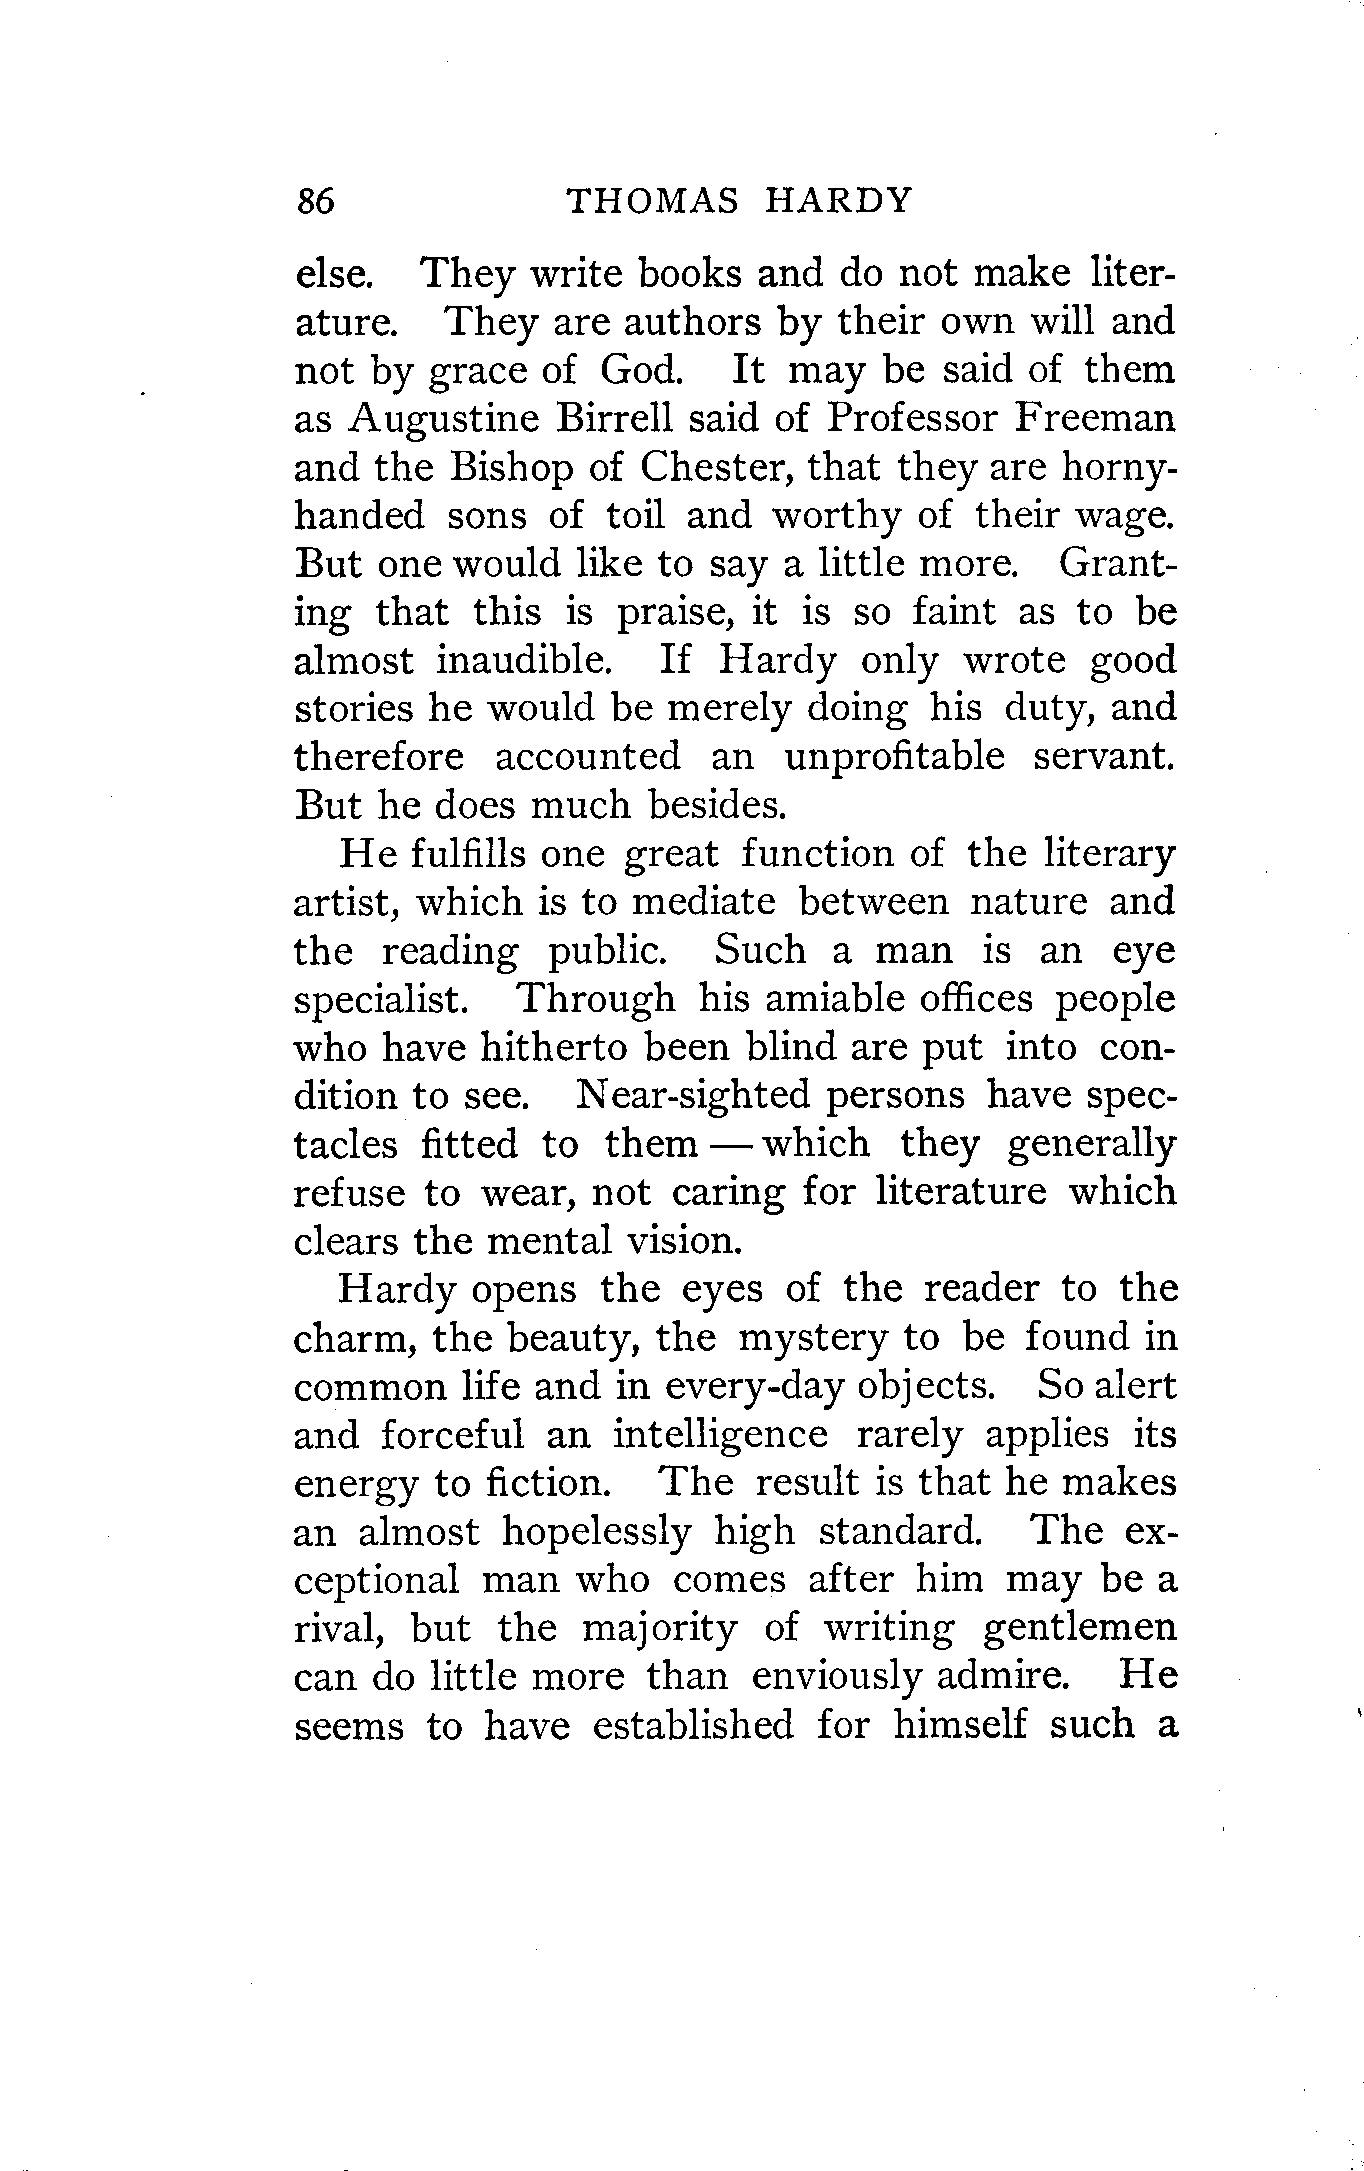 86 THOMAS HARDY
else. They write books and do not make liter-
ature. They are authors by their own will and
not by grace of God. It may be said of them
as Augustine Birrell said of Professor Freeman
and the Bishop of Chester, that they are horny-
handed sons of toil and worthy of their wage.
But one would like to say a little more. Grant-
ing that this is praise, it is so faint as to be
almost inaudible. If Hardy only wrote good
stories he would be merely doing his duty, and
therefore accounted an unprofitable servant.
But he does much besides.
He fulfills one great function of the literary
artist, which is to mediate between nature and
the reading public. Such a man is an eye
specialist. Through his amiable offices people
who have hitherto been blind are put into con-
dition to see. Near-sighted persons have spec-
tacles fitted to them — which they generally
refuse to wear, not caring for literature which
clears the mental vision.
Hardy opens the eyes of the reader to the
charm, the beauty, the mystery to be found in
common life and in every-day objects. So alert
and forceful an intelligence rarely applies its
energy to fiction. The result is that he makes
an almost hopelessly high standard. The ex-
ceptional man who comes after him may be a
rival, but the majority of writing gentlemen
can do little more than enviously admire. He
seems to have established for himself such a